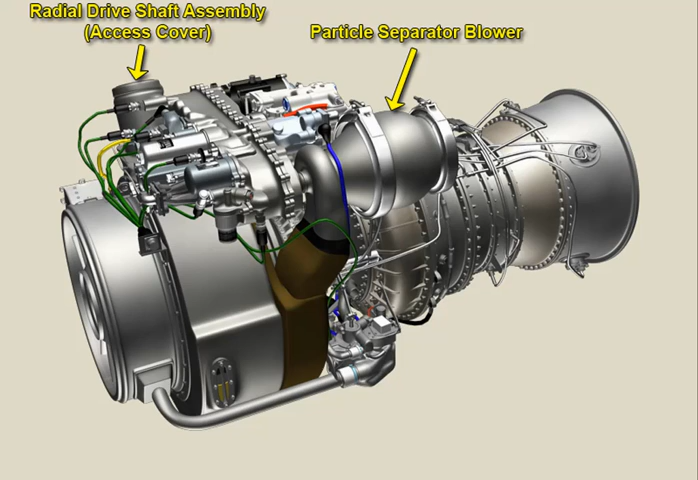 Radial Drive Shaft Assembly
(Access Cover)
Particle Separator Blower